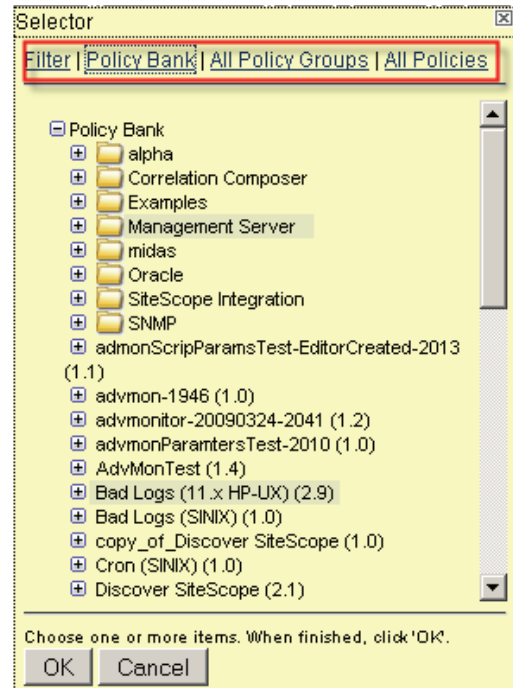 Selector
Filter | Policy Bank | All Policy Groups | All Policies
Policy Bank
alpha
Correlation Composer
Examples
Management Server
midas
Oracle
SiteScope Integration
SNMP
admonScripParamsTest-EditorCreated-2013
(1.1)
advmon-1946 (1.0)
advmonitor-20090324-2041 (1.2)
advmonParamtersTest-2010 (1.0)
AdvMonTest (1.4)
Bad Logs (11.x HP-UX) (2.9)
Bad Logs (SINIX) (1.0)
copy_of_Discover SiteScope (1.0)
Cron (SINIX) (1.0)
Discover SiteScope (2.1)
Choose one or more items. When finished, click 'OK'.
OK Cancel